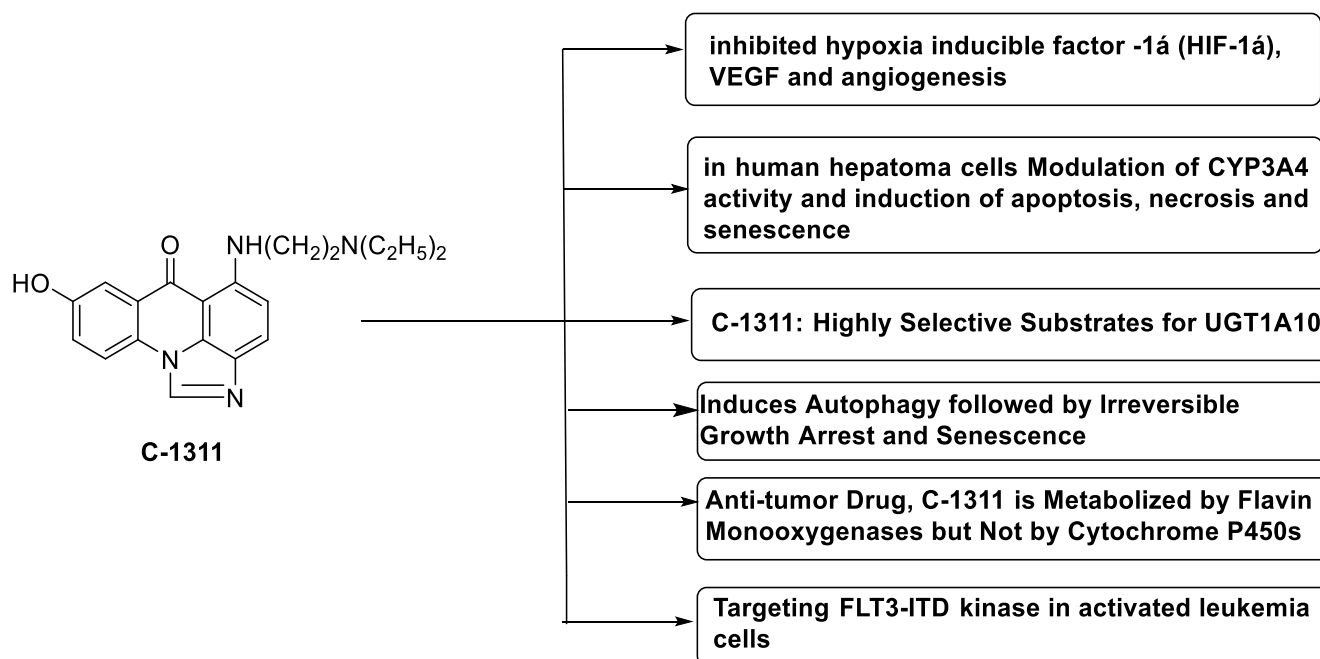 inhibited hypoxia inducible factor -1á (HIF-1á),
VEGF and angiogenesis
in human hepatoma cells Modulation of CYP3A4
activity and induction of apoptosis, necrosis and
senescence
O
NH(CH2)2N(C2H5)2
HO
N
N
C-1311
C-1311: Highly Selective Substrates for UGT1A10
Induces Autophagy followed by Irreversible
Growth Arrest and Senescence
Anti-tumor Drug, C-1311 is Metabolized by Flavin
Monooxygenases but Not by Cytochrome P450s
Targeting FLT3-ITD kinase in activated leukemia
cells